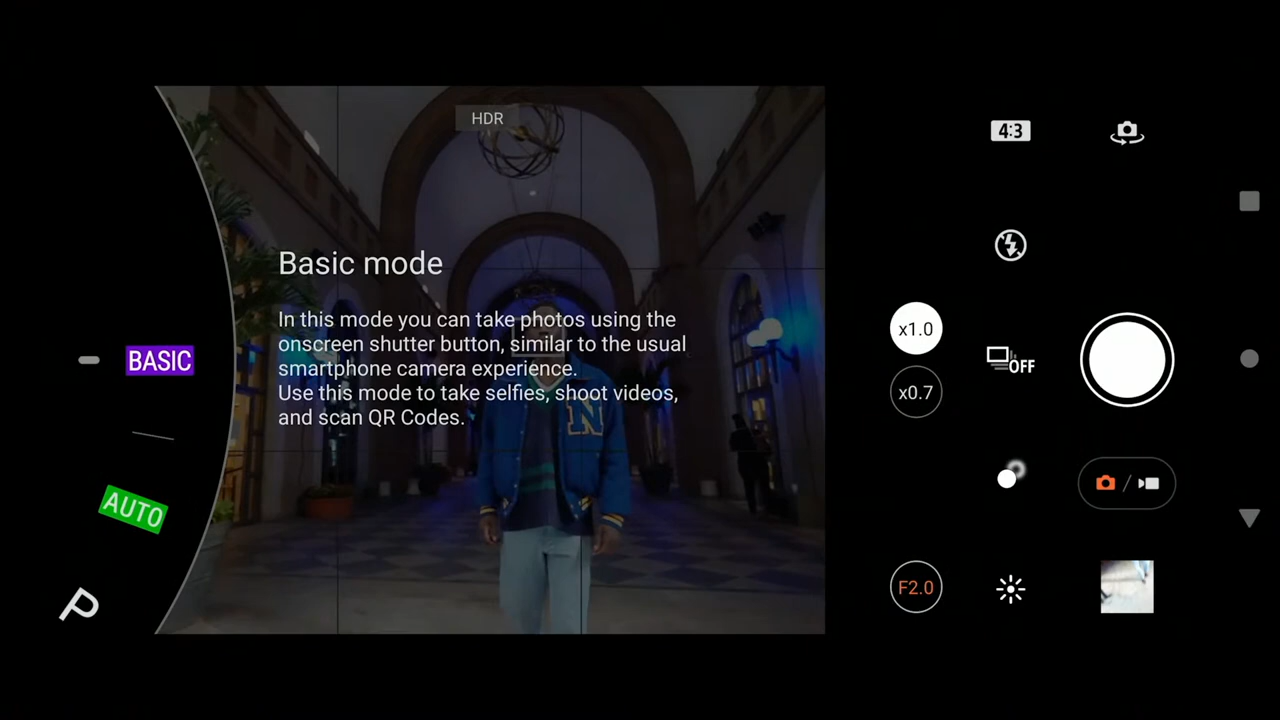 HDR
4:3
Basic mode
In this mode you can take photos using the
onscreen shutter button, similar to the usual
smartphone camera experience.
Use this mode to take selfies, shoot videos,
and scan QR Codes.
x1.0
BASIC
OFF
x0.7
N
AUTO
P
F2.0